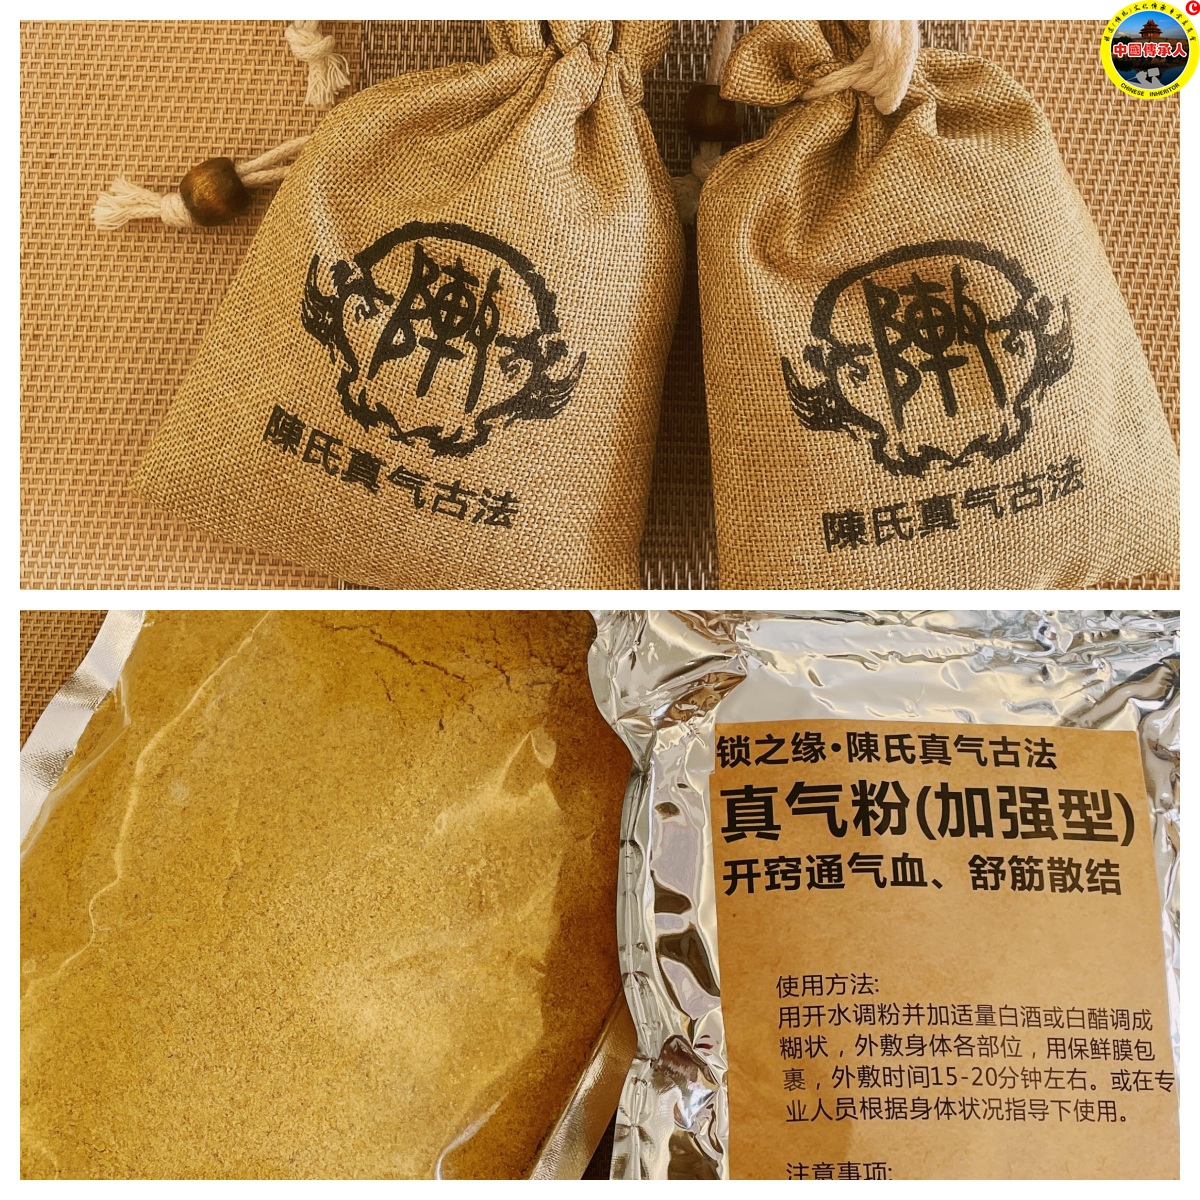 中國傳承人
CHINESE INHERITOR
陳
陳氏真气古法
陳
陳氏真气古法
锁之缘·陳氏真气古法
真气粉(加强型)
开窍通气血、舒筋散结
使用方法:
用开水调粉并加适量白酒或白醋调成
糊状，外敷身体各部位，用保鲜膜包
裹，外敷时间15-20分钟左右。或在专
业人员根据身体状况指导下使用。
注意事项: